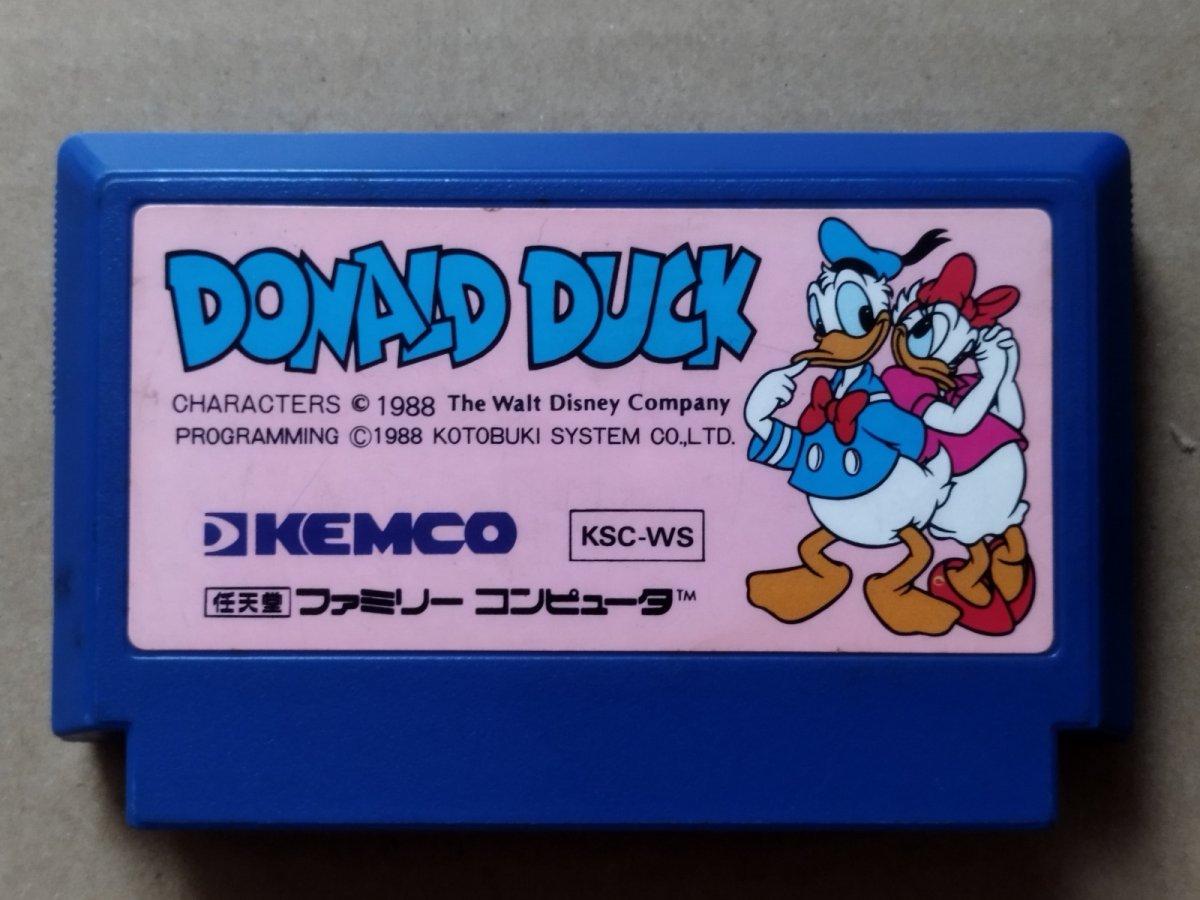 DONALD DUCK
CHARACTERS © 1988 The Walt Disney Company
PROGRAMMING ©1988 KOTOBUKI SYSTEM CO.,LTD.
KEMCO KSC-WS
任天堂 ファミリーコンピュータ™